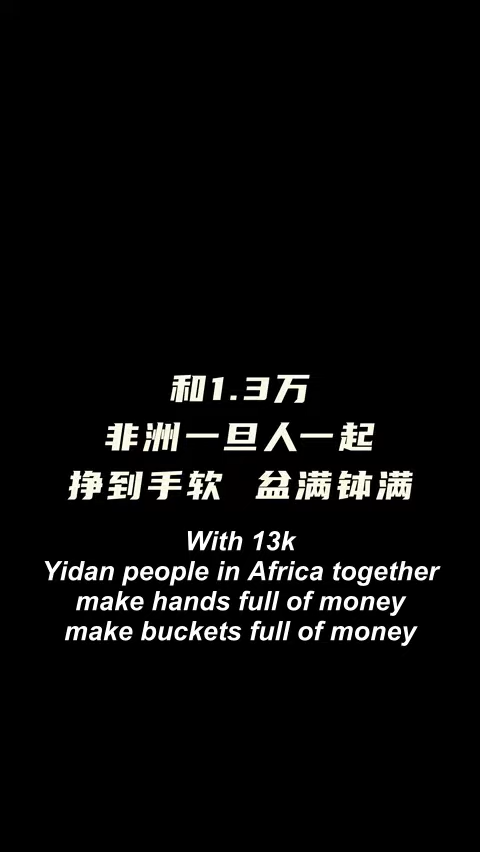 和1.3万
非洲一旦人一起
挣到手软 盆满钵满
With 13k
Yidan people in Africa together
make hands full of money
make buckets full of money